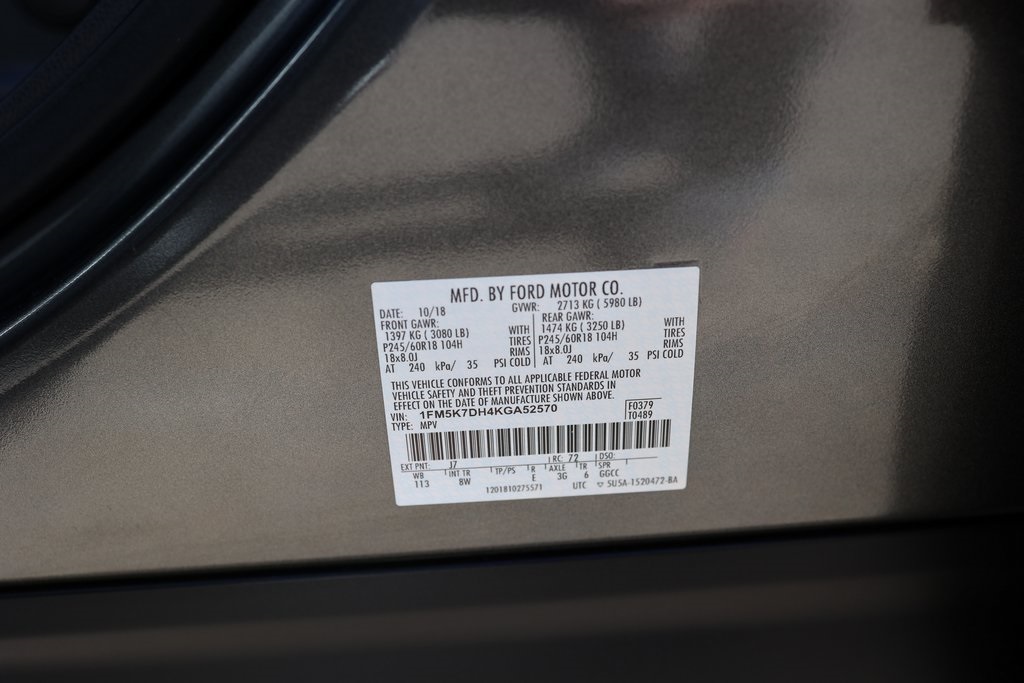 MFD. BY FORD MOTOR CO.
DATE: 10/18 GVWR: 2713 KG ( 5980 LB)
FRONT GAWR: REAR GAWR:
1397 KG ( 3080 LB) WITH 1474 KG ( 3250 LB) WITH
P245/60R18 104H TIRES P245/60R18 104H TIRES
18x8.0J RIMS 18x8.0J RIMS
AT 240 kPa/ 35 PSI COLD AT 240 kPa/ 35 PSI COLD
THIS VEHICLE CONFORMS TO ALL APPLICABLE FEDERAL MOTOR
VEHICLE SAFETY AND THEFT PREVENTION STANDARDS IN
EFFECT ON THE DATE OF MANUFACTURE SHOWN ABOVE.
VIN: 1FM5K7DH4KGA52570 F0379
TYPE: MPV T0489
EXT PNT: J7 RC: 72 DSO:
WB INT TR TP/PS R AXLE TR SPR
113 8W E 3G 6 GGCC
1201810275571 UTC 5U5A-1520472-BA